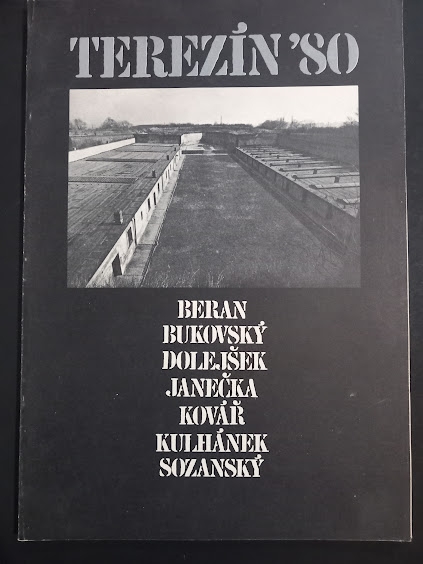 TEREZÍN '80
BERAN
BUKOVSKÝ
DOLEJŠEK
JANEČKA
KOVÁŘ
KULHÁNEK
SOZANSKÝ